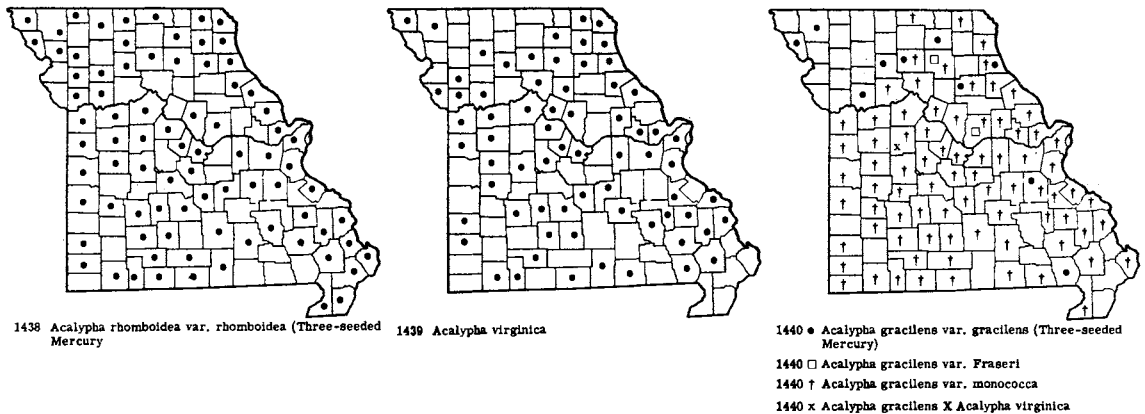 1438 Acalypha rhomboidea var. rhomboidea (Three-seeded
Mercury
1439 Acalypha virginica
1440 ● Acalypha gracilens var. gracilens (Three-seeded
Mercury)
1440 □ Acalypha gracilens var. Fraseri
1440 † Acalypha gracilens var. monococca
1440 x Acalypha gracilens X Acalypha virginica